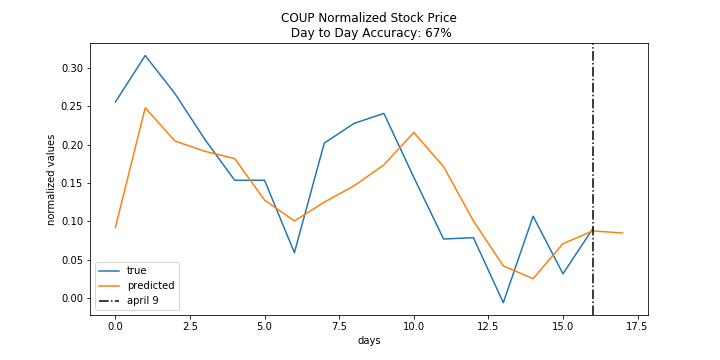 COUP Normalized Stock Price
Day to Day Accuracy: 67%
normalized values
0.30
0.25
0.20
0.15
0.10
0.05
0.00
true
predicted
april 9
0.0 2.5 5.0 7.5 10.0 12.5 15.0 17.5
days